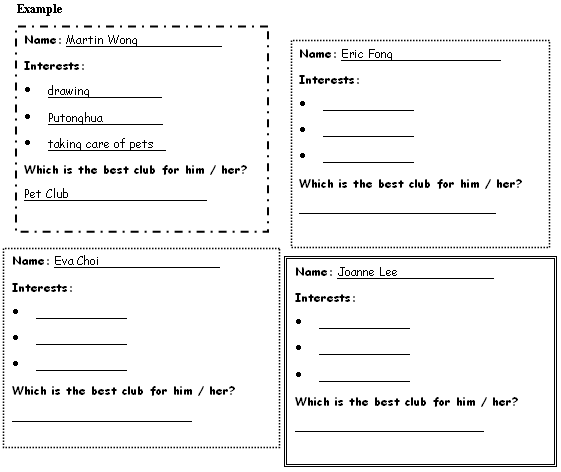 Example
Name: Martin Wong
Interests:
• drawing
• Putonghua
• taking care of pets
Which is the best club for him / her?
Pet Club
Name: Eric Fong
Interests:
•
•
•
Which is the best club for him / her?
Name: Eva Choi
Interests:
•
•
•
Which is the best club for him / her?
Name: Joanne Lee
Interests:
•
•
•
Which is the best club for him / her?